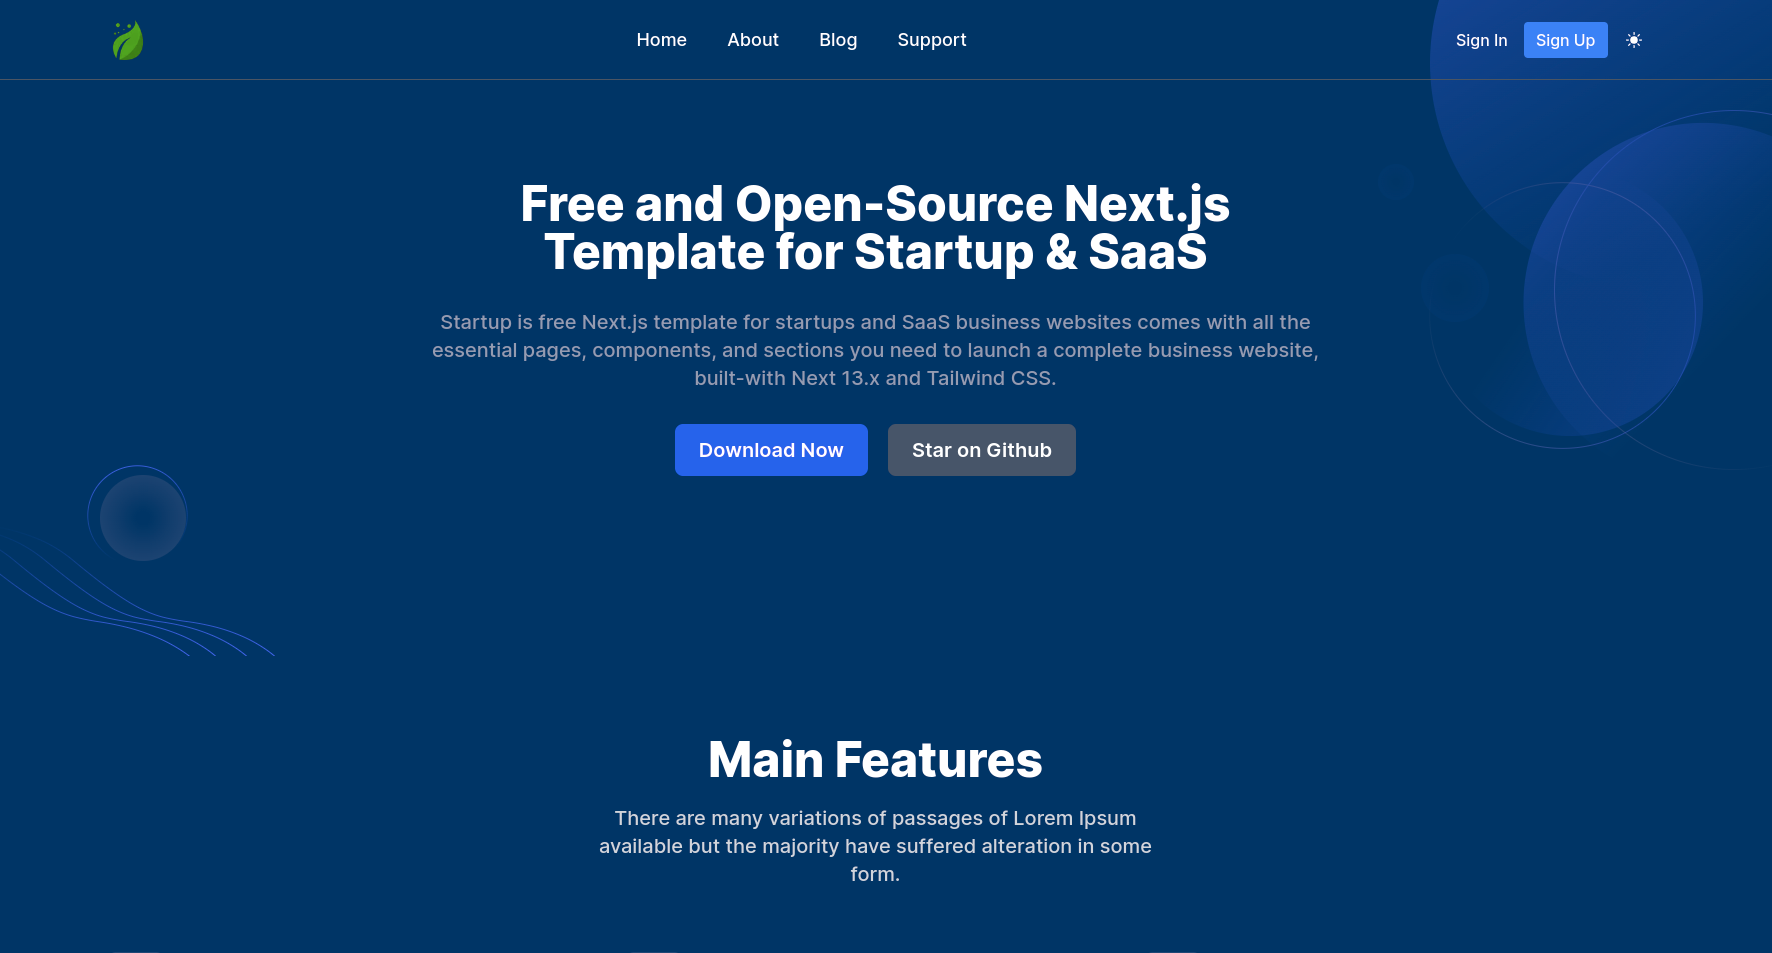 Home
About
Blog
Support
Sign In
Sign Up
Free and Open-Source Next.js
Template for Startup & SaaS
Startup is free Next.js template for startups and SaaS business websites comes with all the
essential pages, components, and sections you need to launch a complete business website,
built-with Next 13.x and Tailwind CSS.
Download Now
Star on Github
Main Features
There are many variations of passages of Lorem Ipsum
available but the majority have suffered alteration in some
form.